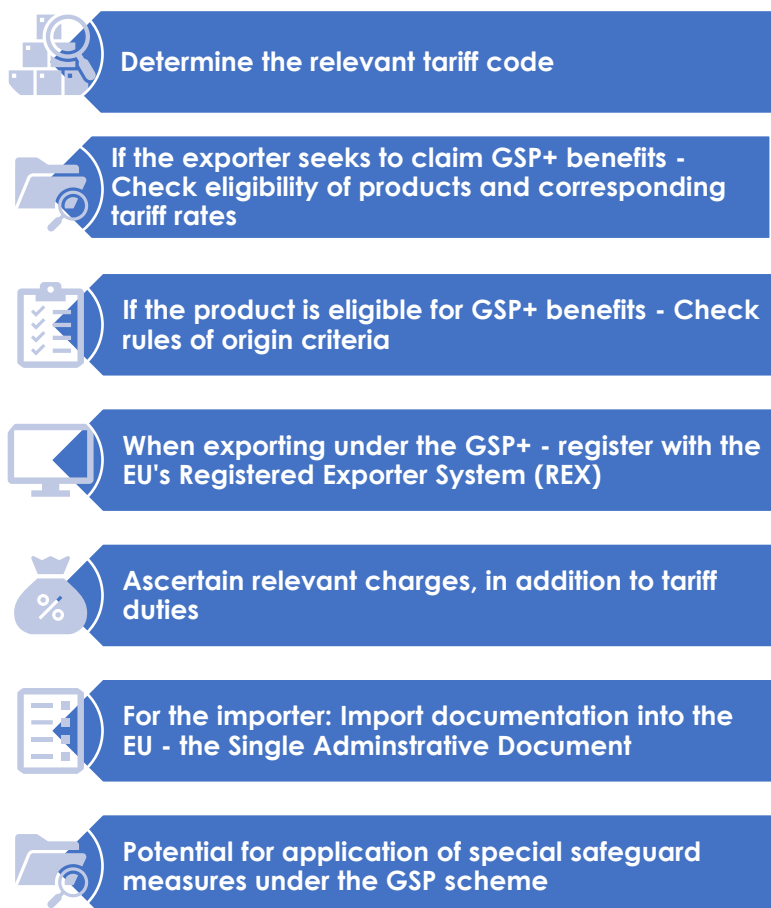 Determine the relevant tariff code
If the exporter seeks to claim GSP+ benefits -
Check eligibility of products and corresponding
tariff rates
If the product is eligible for GSP+ benefits - Check
rules of origin criteria
When exporting under the GSP+ - register with the
EU's Registered Exporter System (REX)
%
Ascertain relevant charges, in addition to tariff
duties
For the importer: Import documentation into the
EU - the Single Adminstrative Document
Potential for application of special safeguard
measures under the GSP scheme